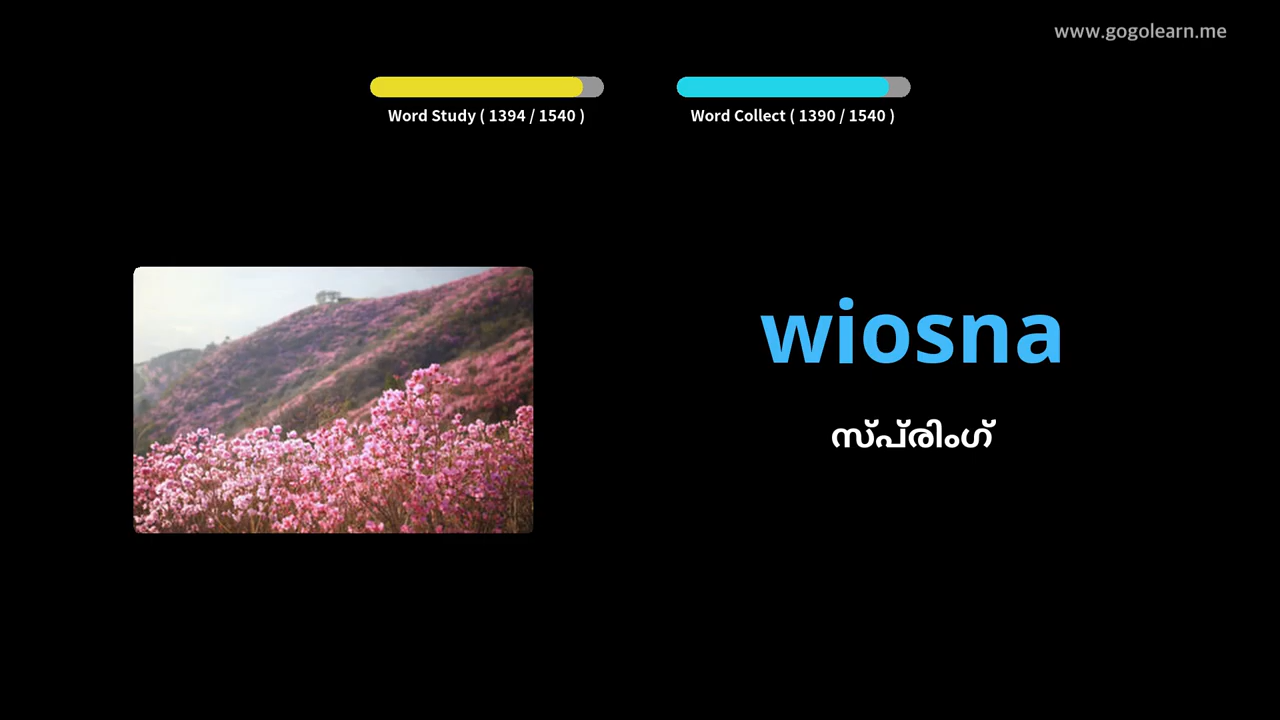 www.gogolearn.me
Word Study ( 1394 / 1540 )
Word Collect ( 1390 / 1540 )
wiosna
സ്പ്രിംഗ്